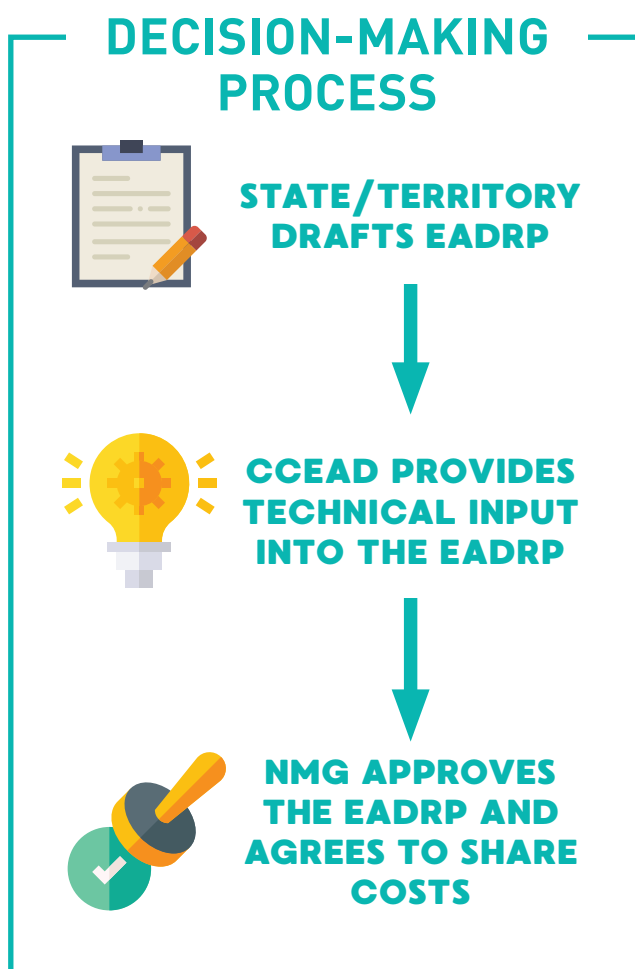 DECISION-MAKING
PROCESS
STATE/TERRITORY
DRAFTS EADRP
CCEAD PROVIDES
TECHNICAL INPUT
INTO THE EADRP
NMG APPROVES
THE EADRP AND
AGREES TO SHARE
COSTS